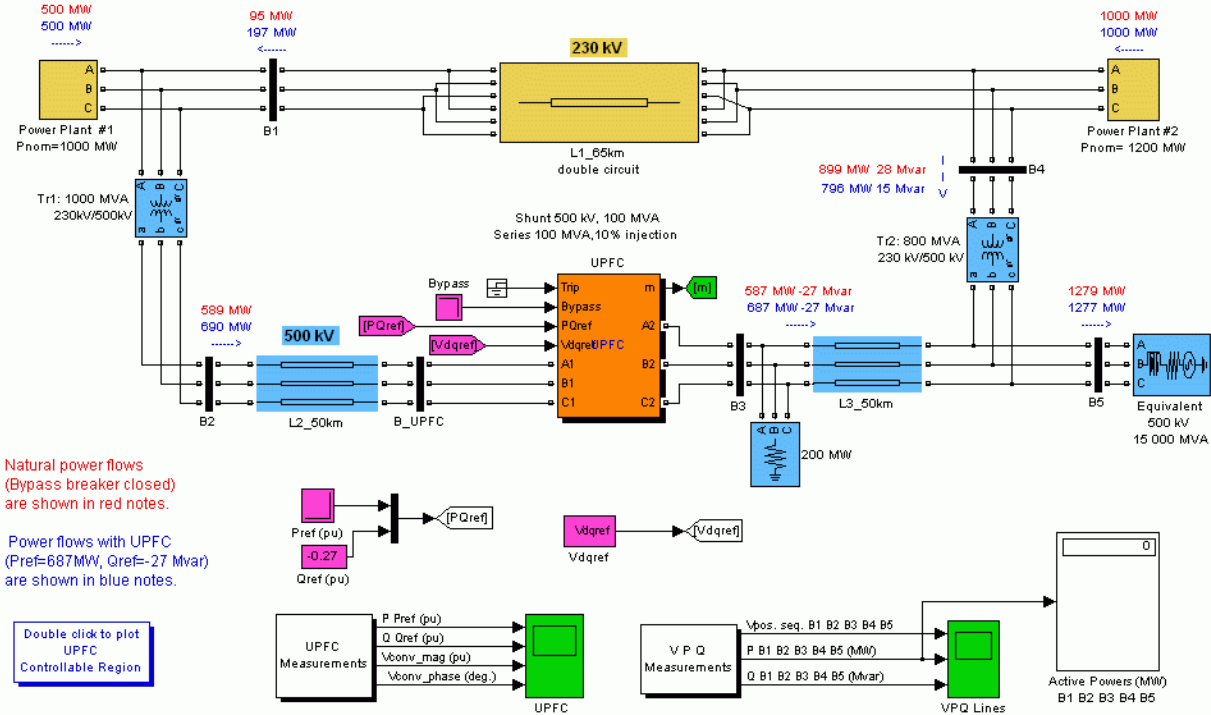 500 MW
500 MW
------>
95 MW
197 MW
<------
230 kV
1000 MW
1000 MW
<------
A
B
C
A
B
C
Power Plant #1
Pnom=1000 MW
B1
L1_65km
double circuit
Power Plant #2
Pnom= 1200 MW
899 MW 28 Mvar
796 MW 15 Mvar
B4
Tr1: 1000 MVA
230kV/500kV
A B C
a b c
Shunt 500 kV, 100 MVA
Series 100 MVA,10% injection
Tr2: 800 MVA
230 kV/500 kV
A B C
a b c
UPFC
Bypass
Trip
m
[m]
Bypass
[PQref]
PQref
A2
[Vdqref]
Vdqref
UPFC
A1
B2
B1
C1
C2
587 MW -27 Mvar
687 MW -27 Mvar
------>
1279 MW
1277 MW
------>
589 MW
690 MW
------>
500 kV
B2
L2_50km
B_UPFC
B3
L3_50km
B5
A
B
C
Equivalent
500 kV
15 000 MVA
A B C
200 MW
Natural power flows
(Bypass breaker closed)
are shown in red notes.
Power flows with UPFC
(Pref=687MW, Qref=-27 Mvar)
are shown in blue notes.
Pref (pu)
[PQref]
-0.27
Qref (pu)
Vdqref
[Vdqref]
Vdqref
0
Double click to plot
UPFC
Controllable Region
UPFC
Measurements
P Pref (pu)
Q Qref (pu)
Vconv_mag (pu)
Vconv_phase (deg.)
UPFC
V P Q
Measurements
Vpos. seq. B1 B2 B3 B4 B5
P B1 B2 B3 B4 B5 (MW)
Q B1 B2 B3 B4 B5 (Mvar)
VPQ Lines
Active Powers (MW)
B1 B2 B3 B4 B5